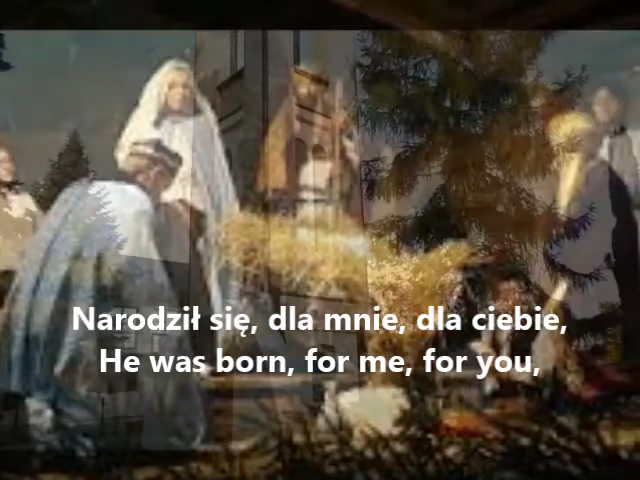 Narodził się, dla mnie, dla ciebie,
He was born, for me, for you,